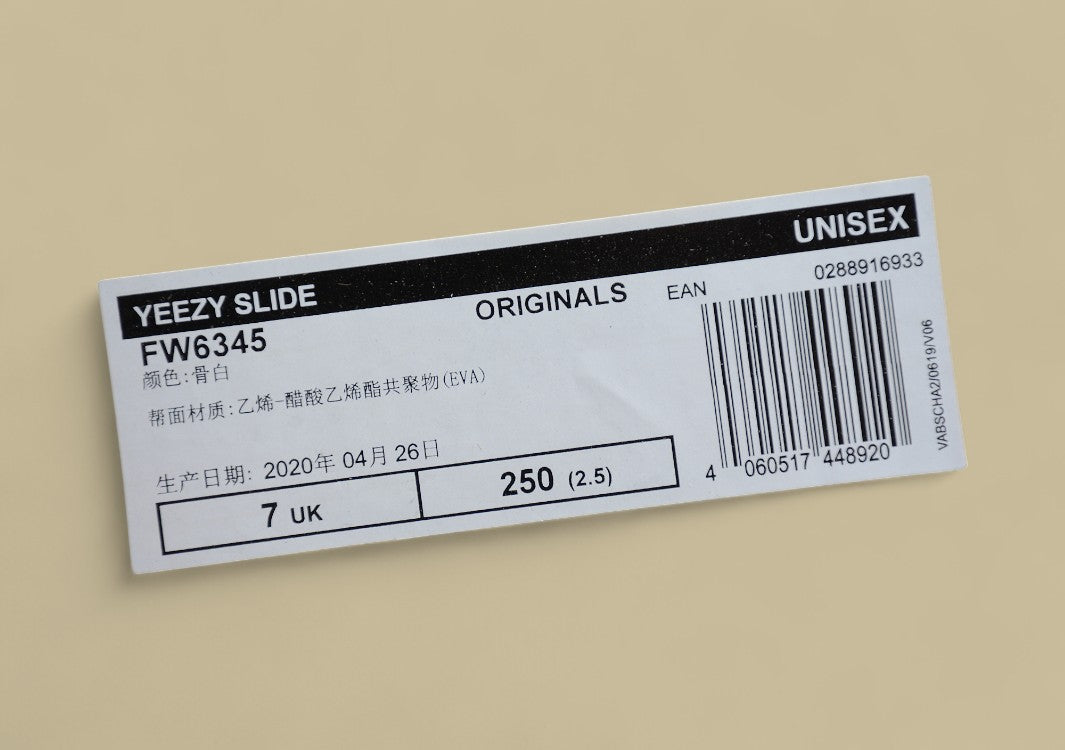 YEEZY SLIDE
UNISEX
FW6345
ORIGINALS
EAN
0288916933
颜色:骨白
帮面材质:乙烯-醋酸乙烯酯共聚物(EVA)
生产日期: 2020年 04月 26日
7 UK
250 (2.5)
4 060517 448920
VABSCHA2/0619/V06